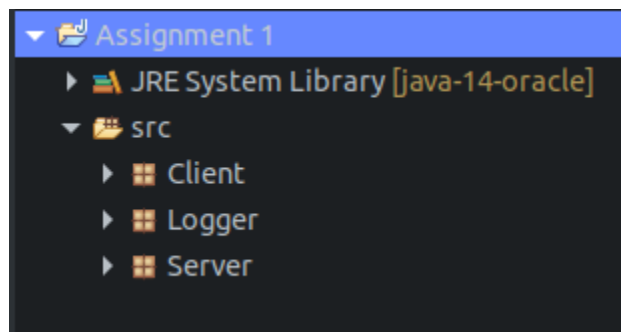 Assignment 1
JRE System Library [java-14-oracle]
src
Client
Logger
Server